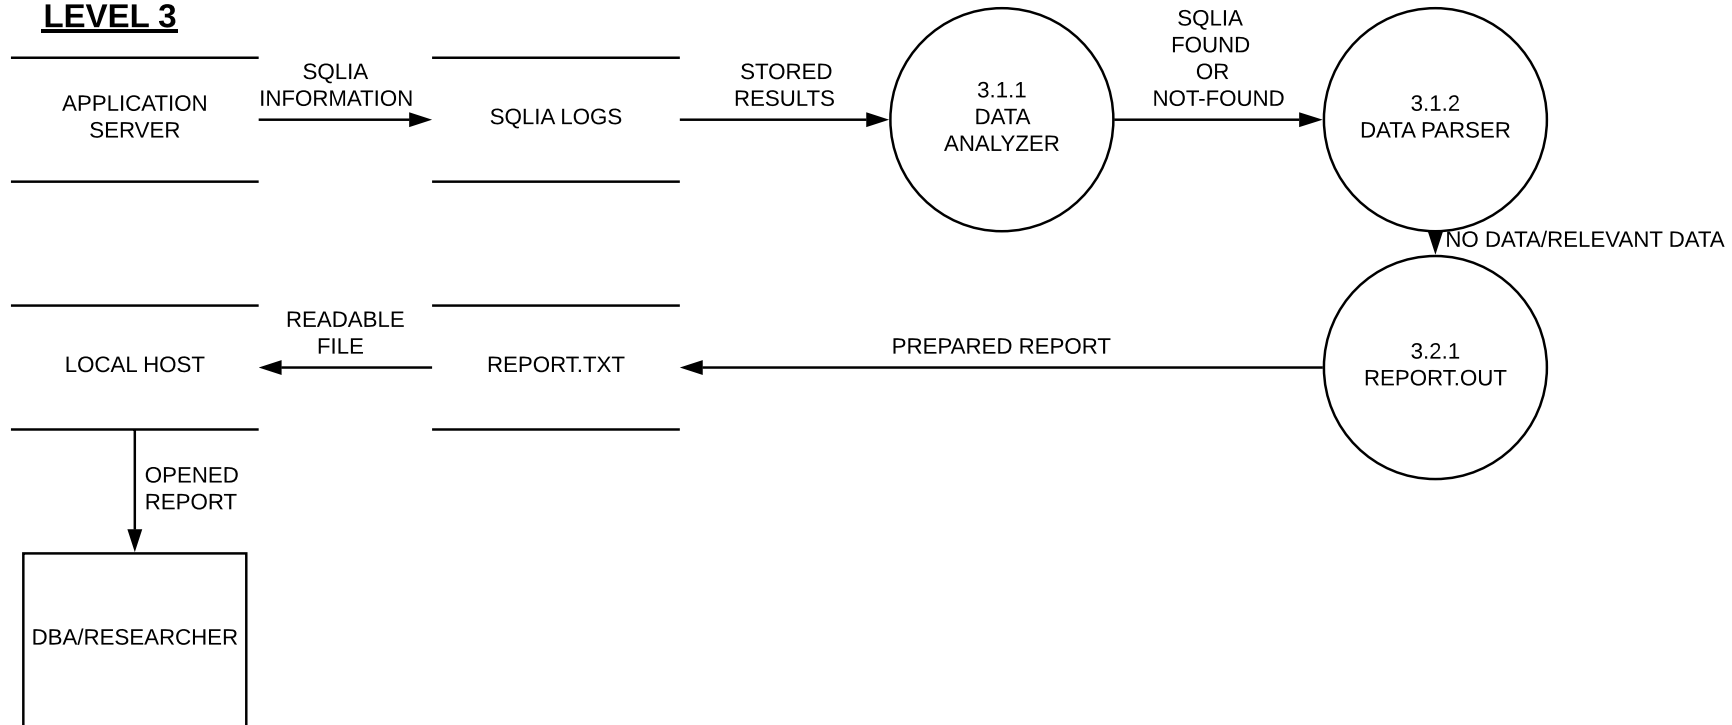 LEVEL 3
APPLICATION
SERVER
SQLIA
INFORMATION
SQLIA LOGS
STORED
RESULTS
3.1.1
DATA
ANALYZER
SQLIA
FOUND
OR
NOT-FOUND
3.1.2
DATA PARSER
NO DATA/RELEVANT DATA
3.2.1
REPORT.OUT
PREPARED REPORT
REPORT.TXT
READABLE
FILE
LOCAL HOST
OPENED
REPORT
DBA/RESEARCHER